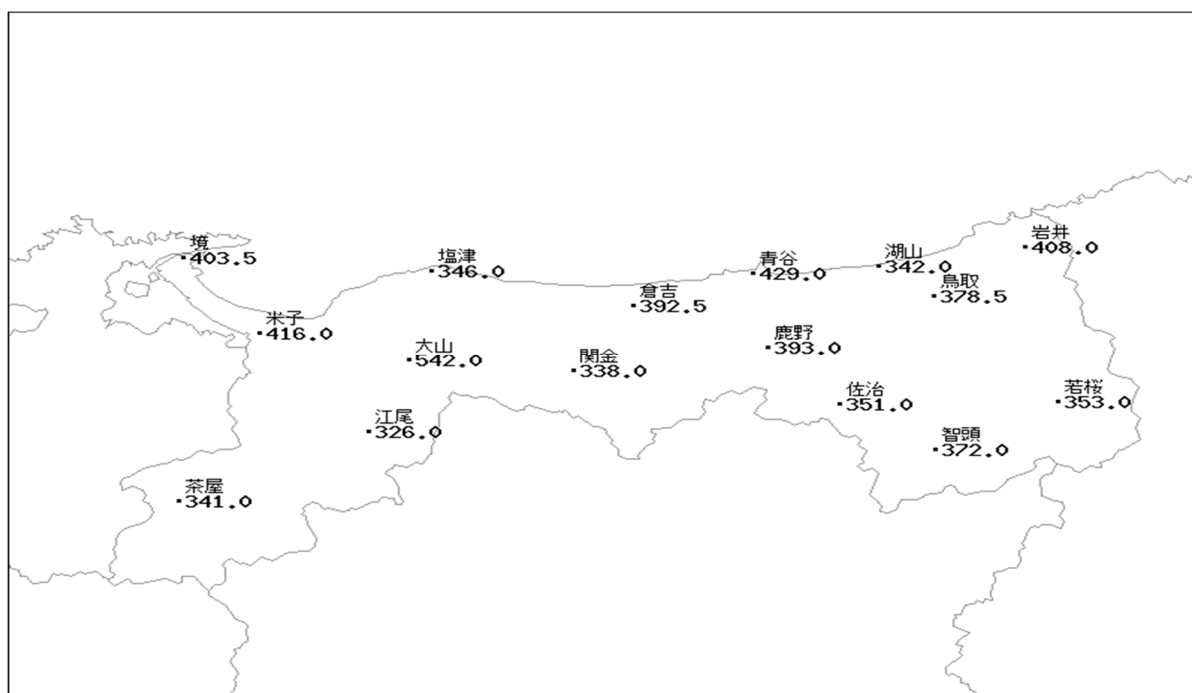 境
403.5
塩津
346.0
青谷
429.0
湖山
342.0
岩井
408.0
倉吉
392.5
鳥取
378.5
米子
416.0
大山
542.0
関金
338.0
鹿野
393.0
佐治
351.0
若桜
353.0
江尾
326.0
智頭
372.0
茶屋
341.0